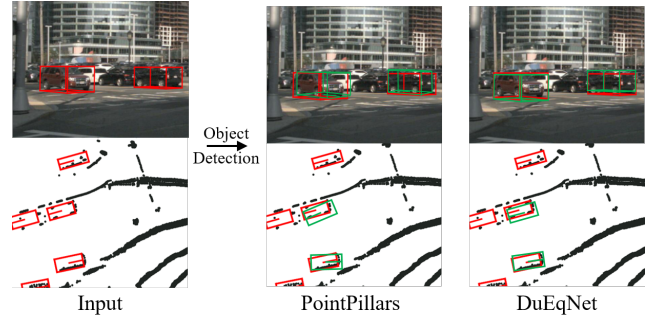 Object
Detection
Input
PointPillars
DuEqNet